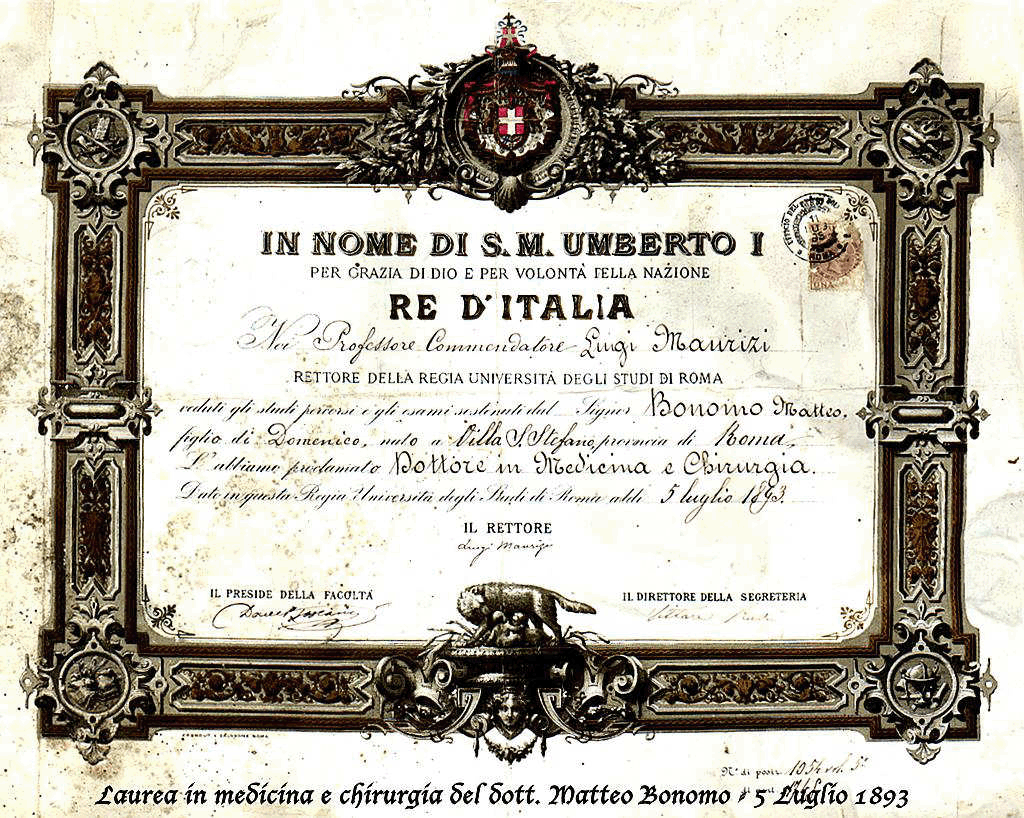 IN NOME DI S. M. UMBERTO I
PER GRAZIA DI DIO E PER VOLONTÀ DELLA NAZIONE
RE D'ITALIA
Noi Professore Commendatore Luigi Maurizi
RETTORE DELLA REGIA UNIVERSITÀ DEGLI STUDI DI ROMA
veduti gli studi percorsi e gli esami sostenuti dal Signor Bonomo Matteo,
figlio di Domenico, nato a Villa S. Stefano, provincia di Roma,
L'abbiamo proclamato Dottore in Medicina e Chirurgia.
Dato in questa Regia Università degli Studi di Roma addì 5 luglio 1893.
IL RETTORE
Luigi Maurizi
IL PRESIDE DELLA FACOLTÀ
IL DIRETTORE DELLA SEGRETERIA
N° di posiz. 1054
Laurea in medicina e chirurgia del dott. Matteo Bonomo - 5 Luglio 1893